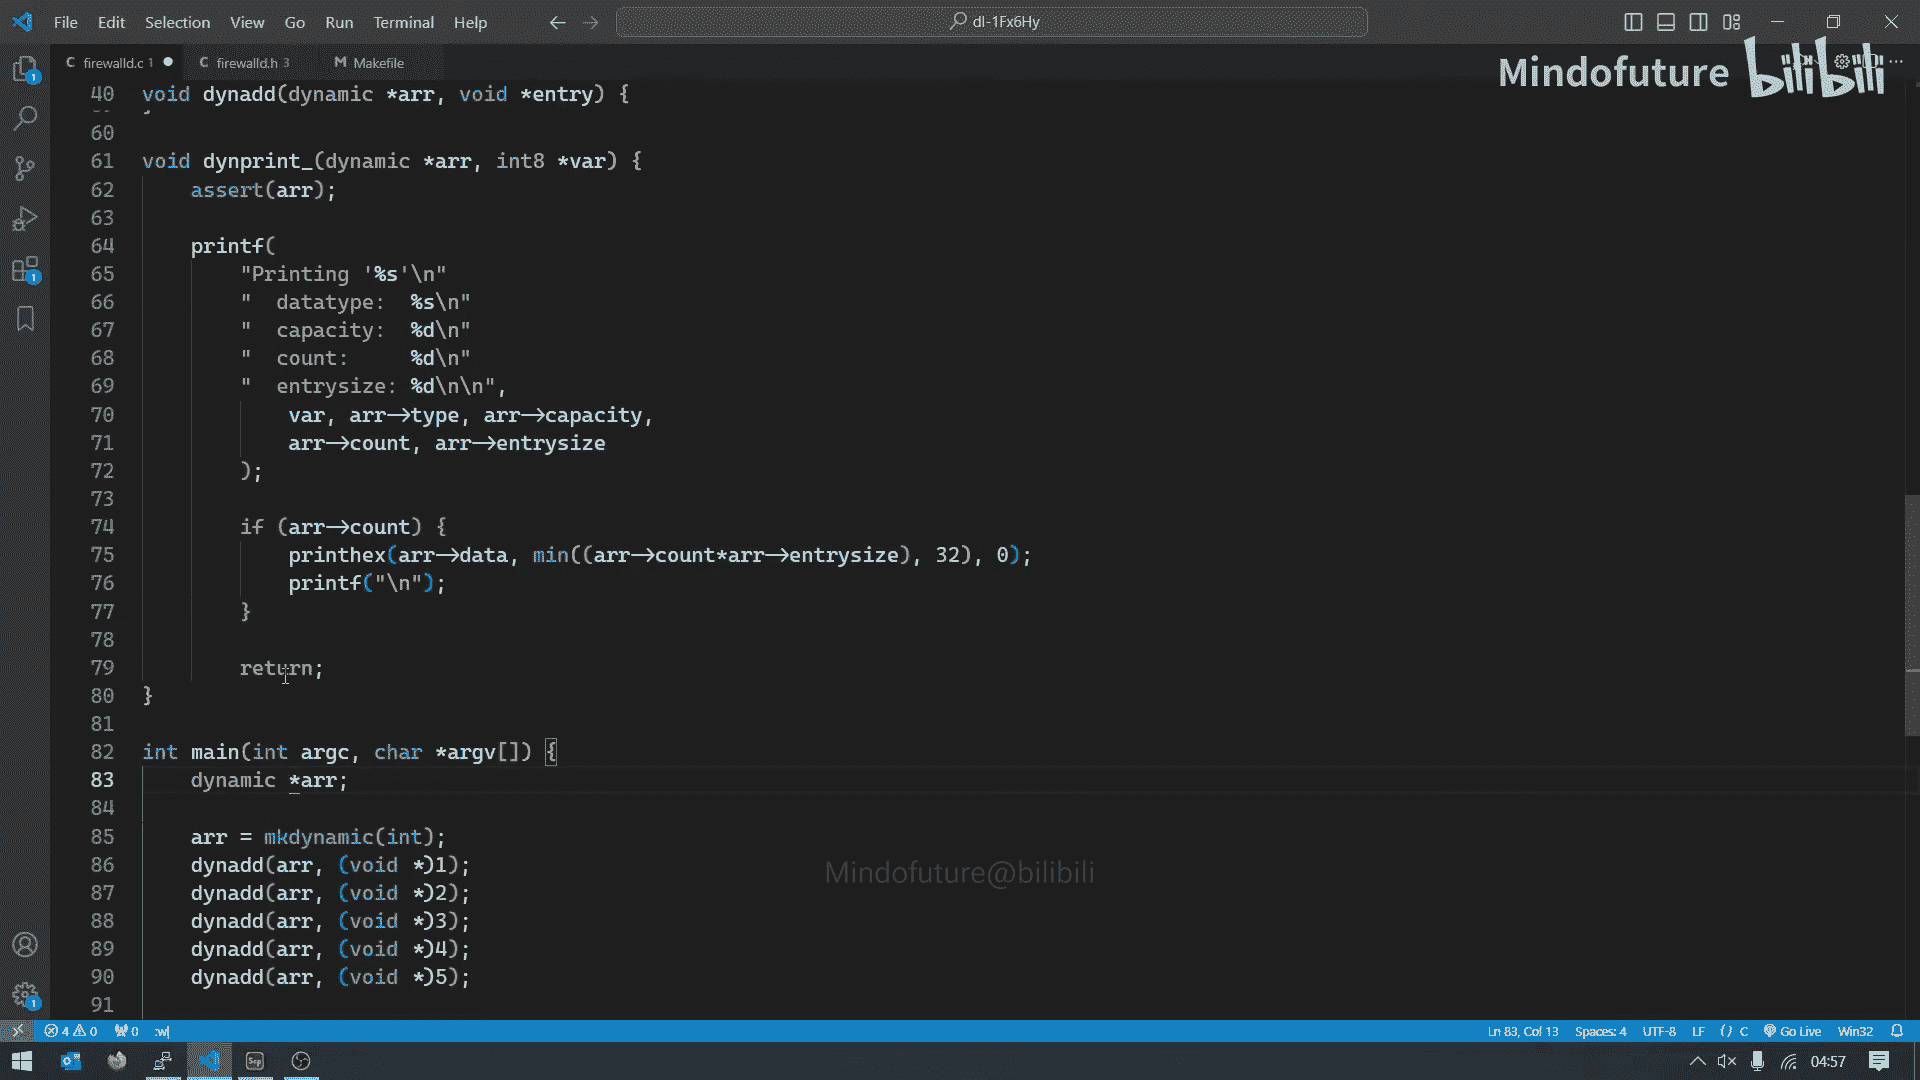 File Edit Selection View Go Run Terminal Help
dl-1Fx6Hy
firewalld.c 1
firewalld.h 3
Makefile
Mindofuture bilibili
40 void dynadd(dynamic *arr, void *entry) {
60
61 void dynprint_(dynamic *arr, int8 *var) {
62 assert(arr);
63
64 printf(
65 "Printing '%s'\n"
66 "  datatype:  %s\n"
67 "  capacity:  %d\n"
68 "  count:     %d\n"
69 "  entrysize: %d\n\n",
70 var, arr->type, arr->capacity,
71 arr->count, arr->entrysize
72 );
73
74 if (arr->count) {
75 printhex(arr->data, min((arr->count*arr->entrysize), 32), 0);
76 printf("\n");
77 }
78
79 return;
80 }
81
82 int main(int argc, char *argv[]) {
83 dynamic *arr;
84
85 arr = mkdynamic(int);
86 dynadd(arr, (void *)1);
87 dynadd(arr, (void *)2);
88 dynadd(arr, (void *)3);
89 dynadd(arr, (void *)4);
90 dynadd(arr, (void *)5);
91
Mindofuture@bilibili
4 0 0 :w
Ln 83, Col 13 Spaces: 4 UTF-8 LF {} C Go Live Win32
04:57